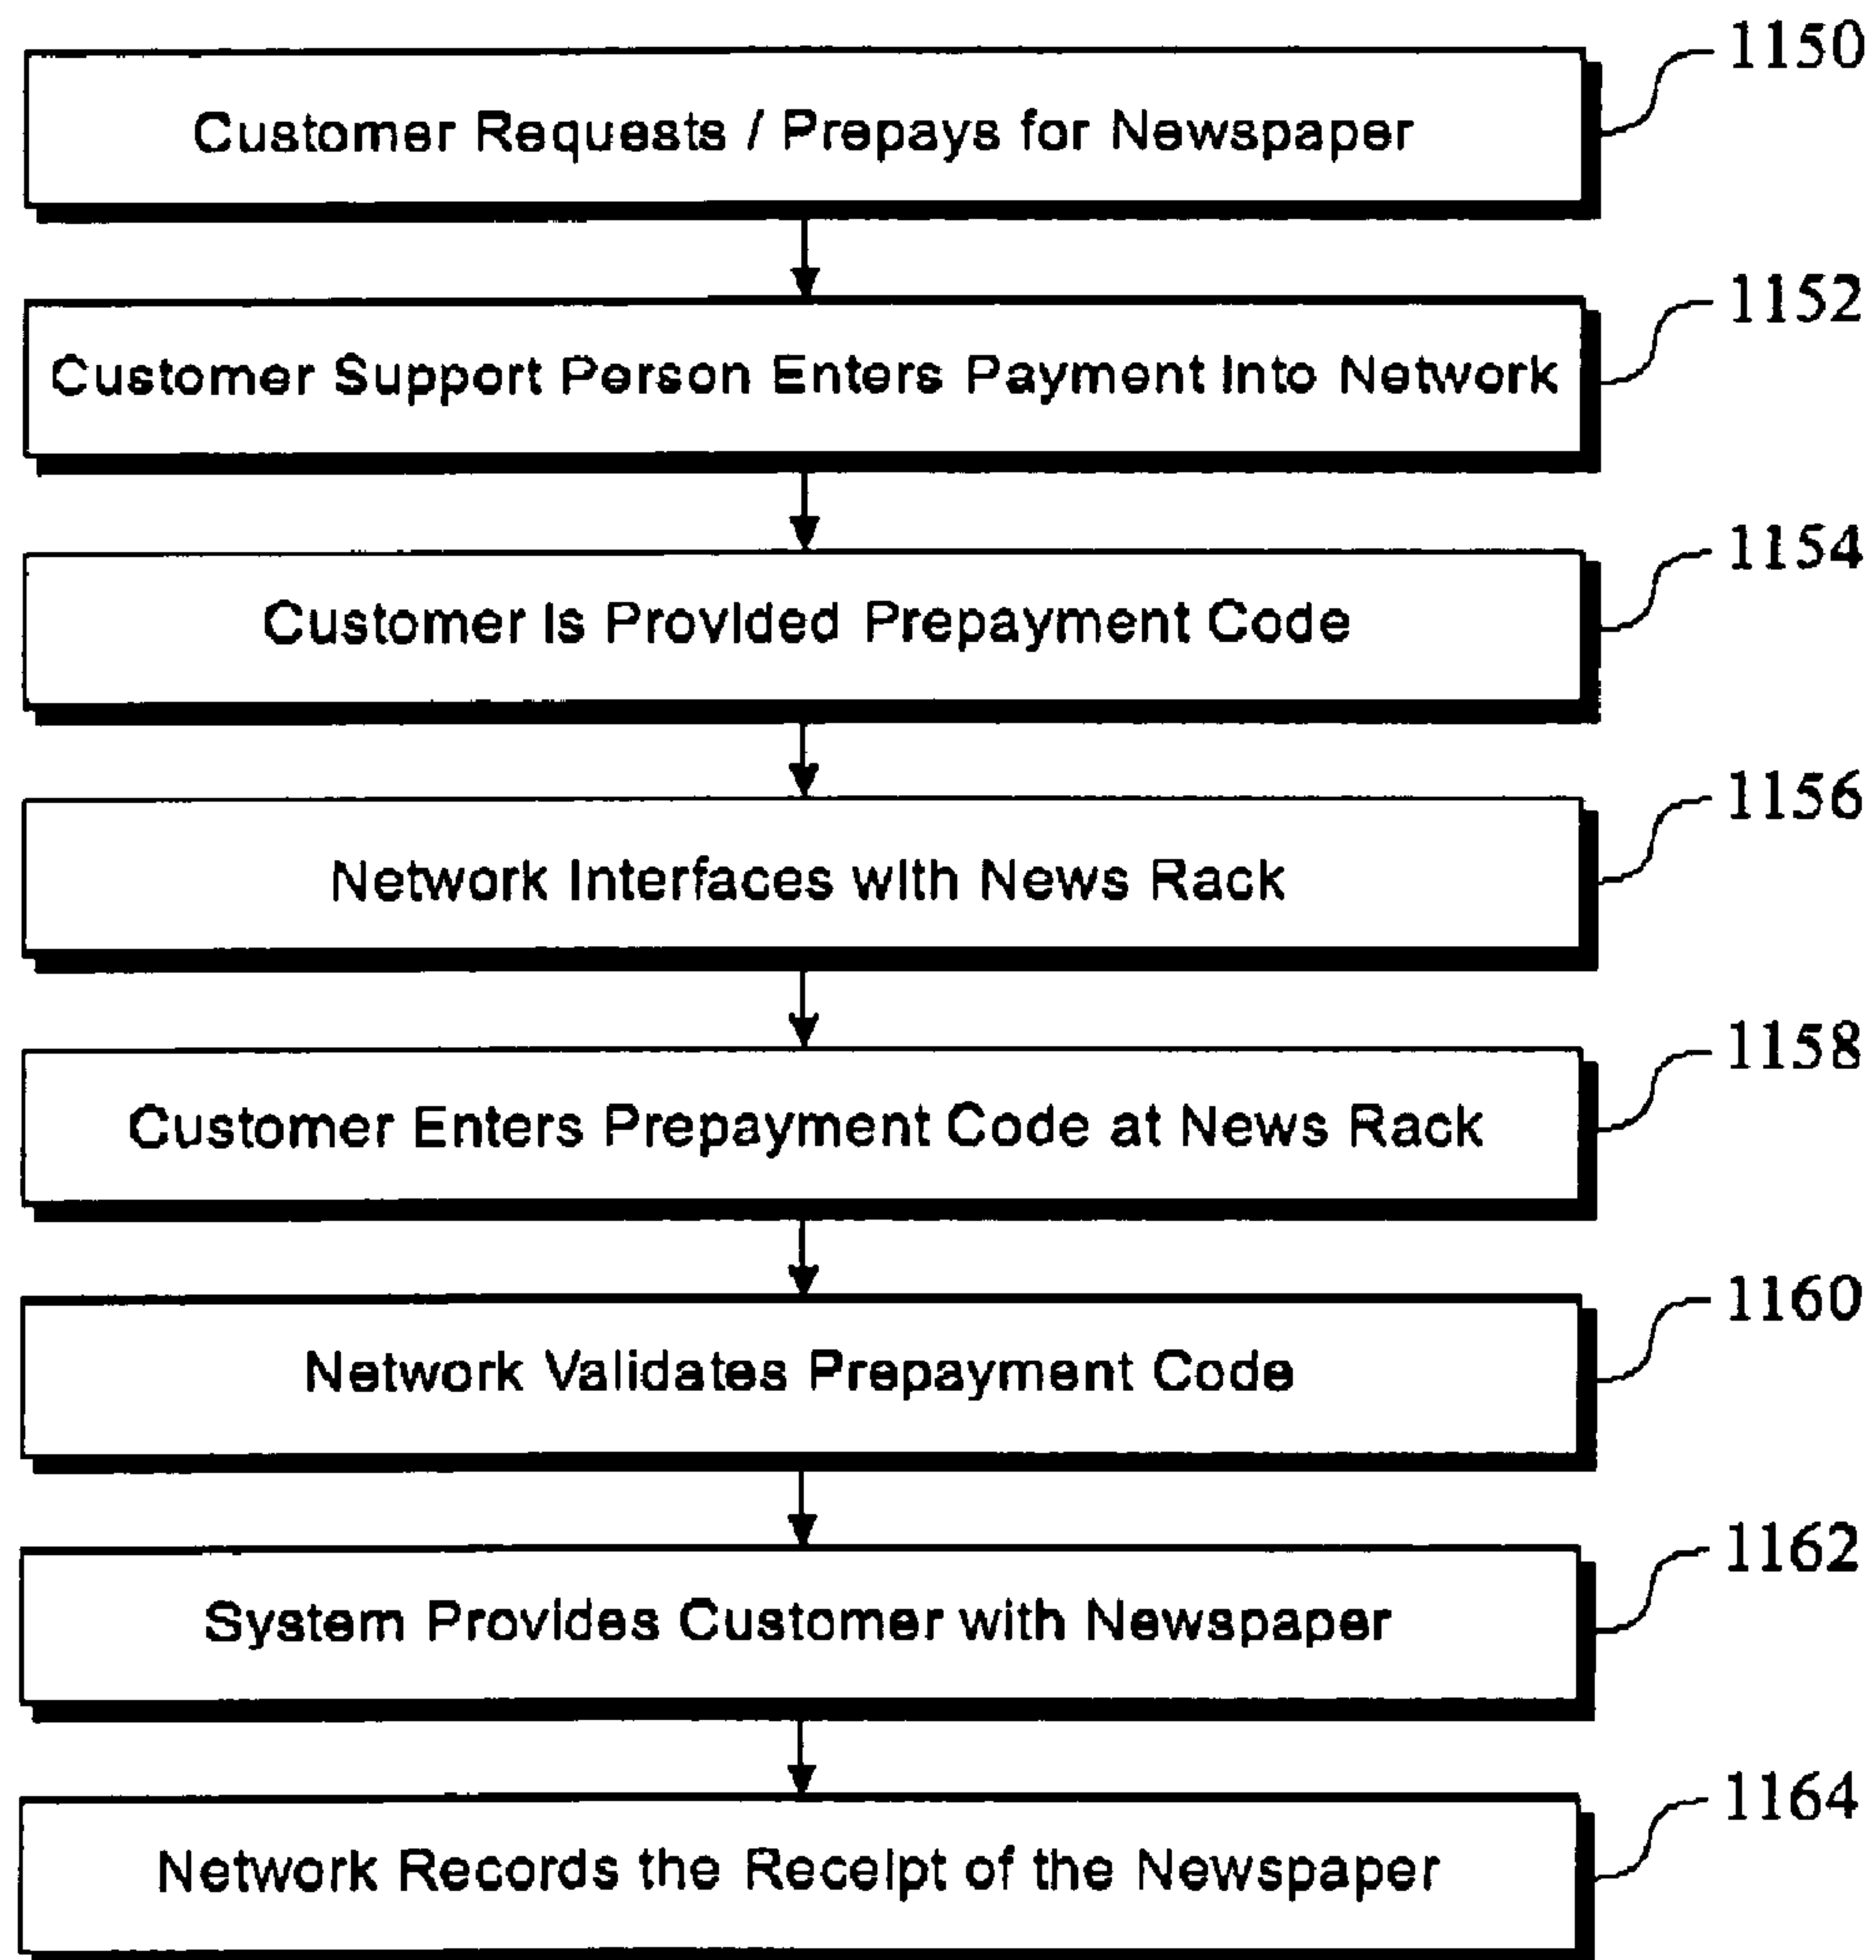 1150
Customer Requests / Prepays for Newspaper
1152
Customer Support Person Enters Payment Into Network
1154
Customer Is Provided Prepayment Code
1156
Network Interfaces with News Rack
1158
Customer Enters Prepayment Code at News Rack
1160
Network Validates Prepayment Code
1162
System Provides Customer with Newspaper
1164
Network Records the Receipt of the Newspaper